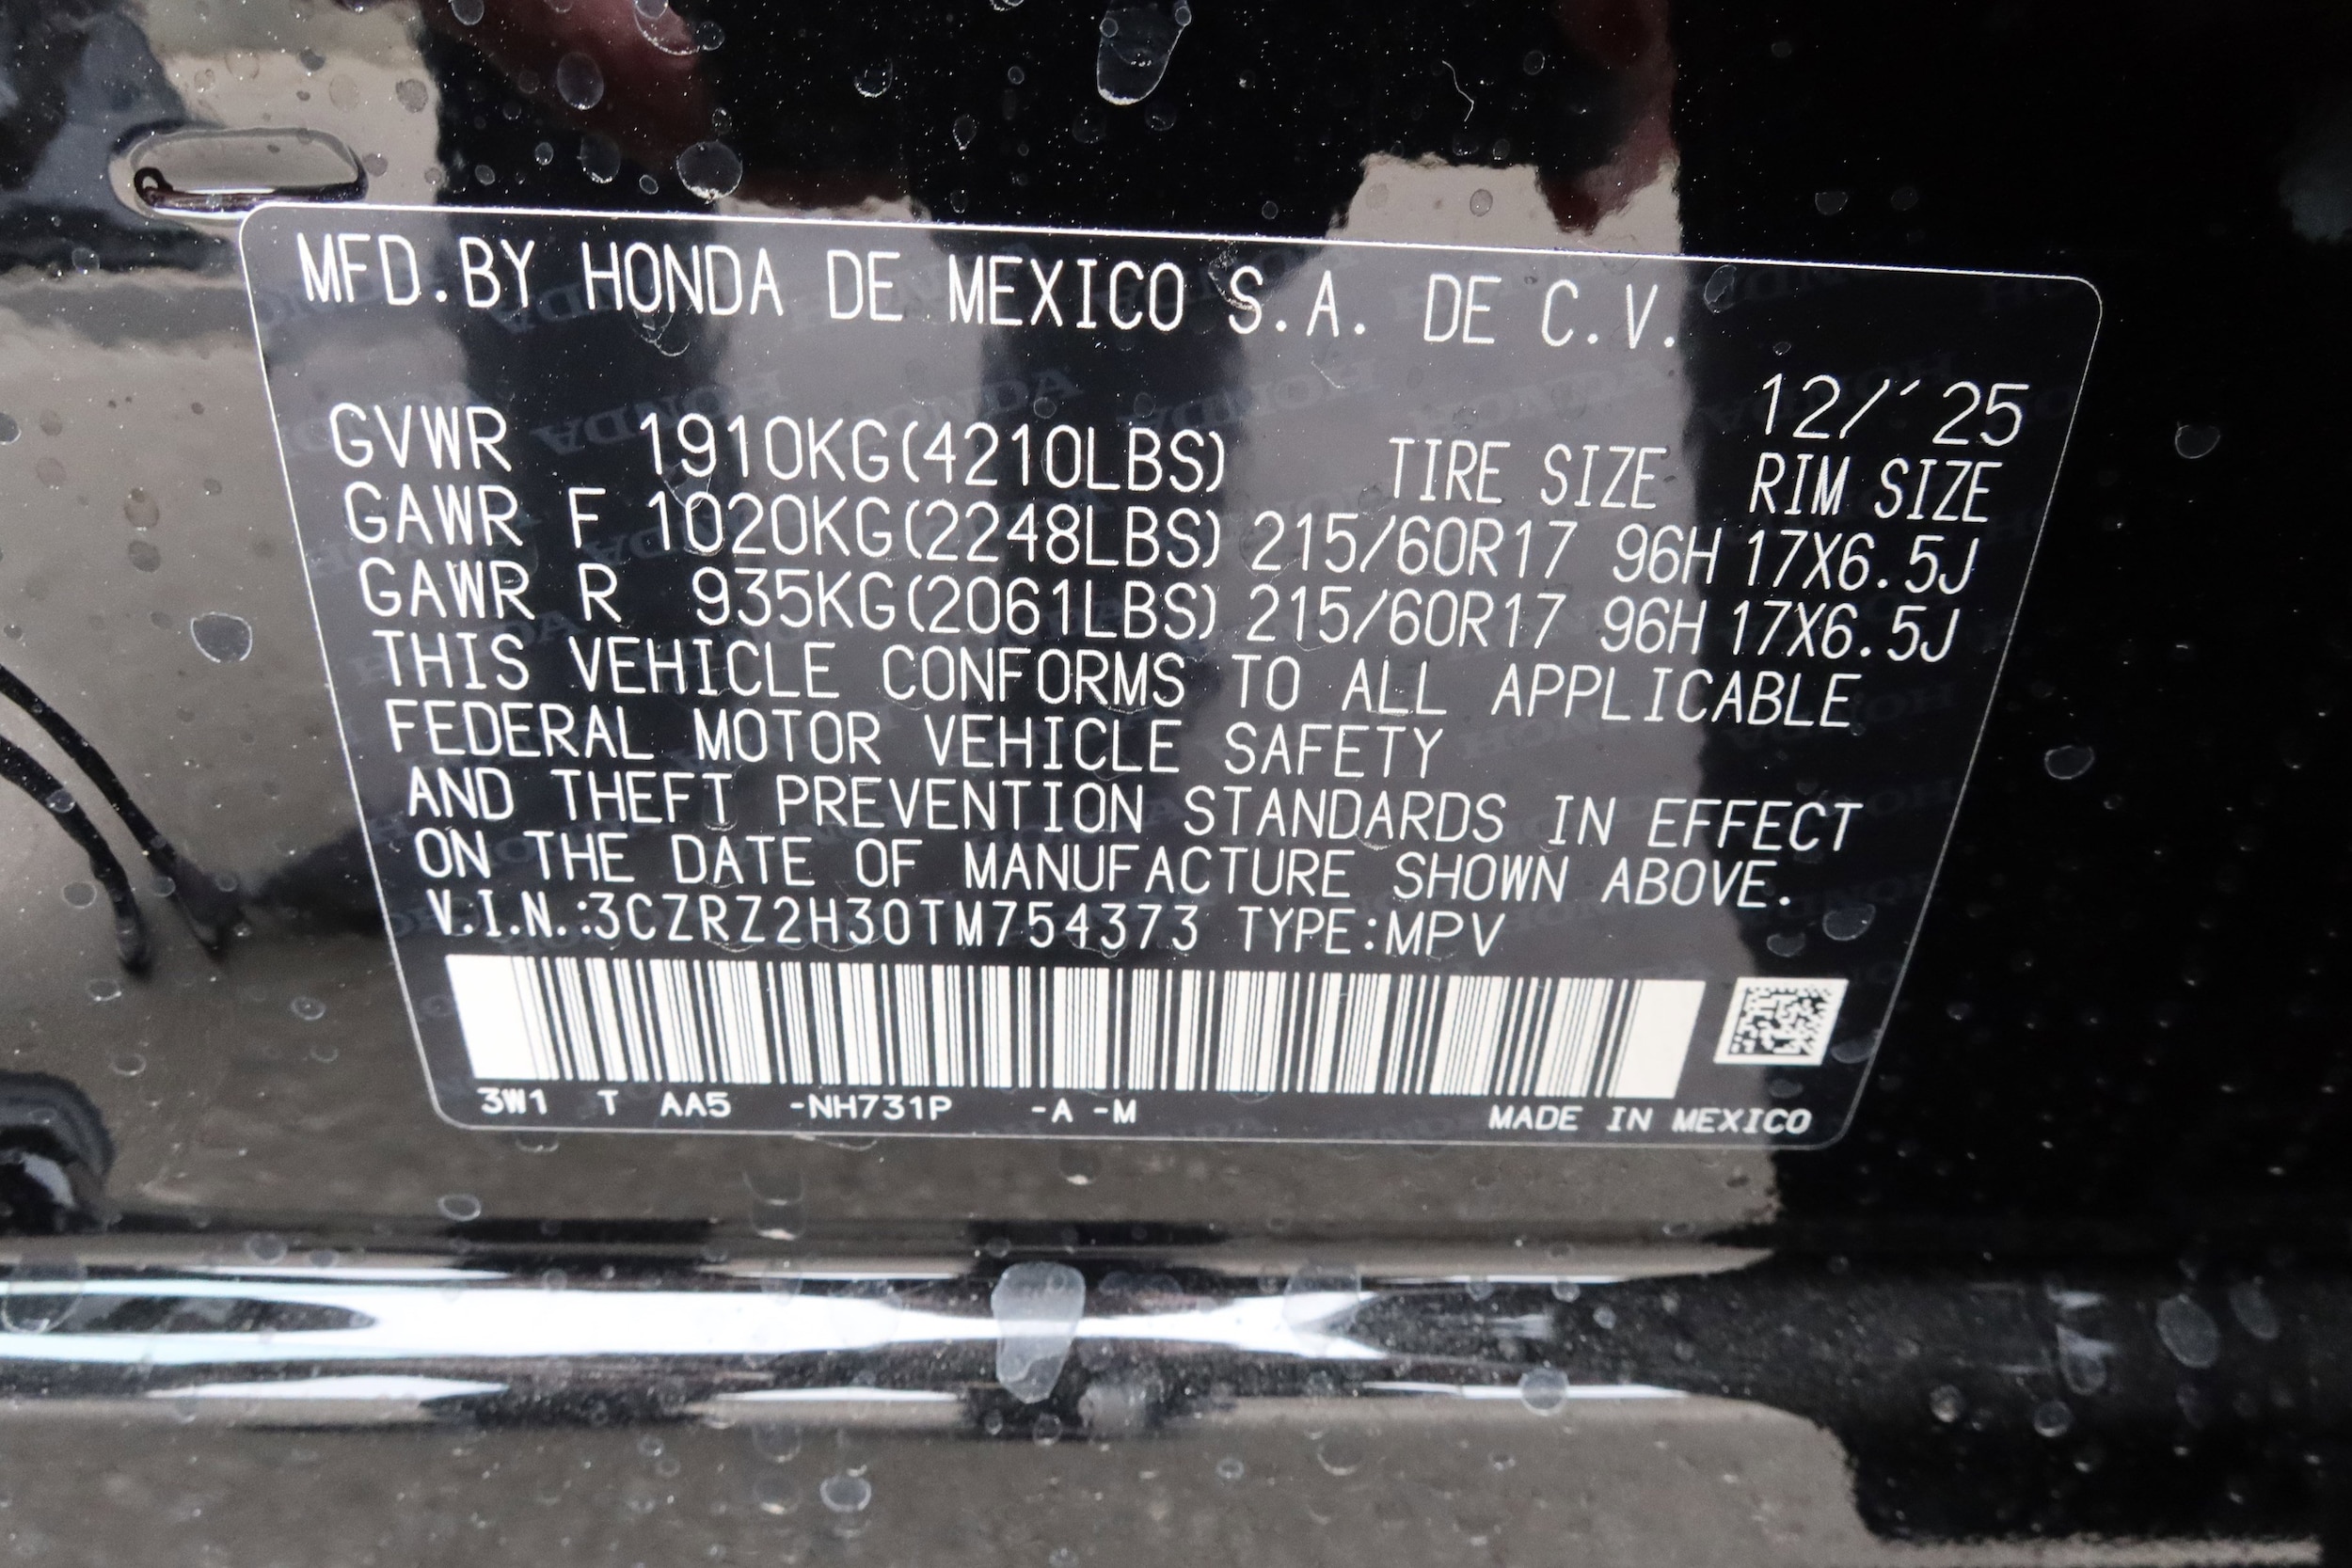 MFD.BY HONDA DE MEXICO S.A. DE C.V.
12/'25
GVWR 1910KG(4210LBS) TIRE SIZE RIM SIZE
GAWR F 1020KG(2248LBS) 215/60R17 96H 17X6.5J
GAWR R 935KG(2061LBS) 215/60R17 96H 17X6.5J
THIS VEHICLE CONFORMS TO ALL APPLICABLE
FEDERAL MOTOR VEHICLE SAFETY
AND THEFT PREVENTION STANDARDS IN EFFECT
ON THE DATE OF MANUFACTURE SHOWN ABOVE.
V.I.N.:3CZRZ2H30TM754373 TYPE:MPV
3W1 T AA5 -NH731P -A -M MADE IN MEXICO